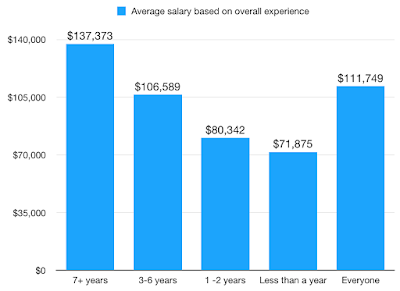 Average salary based on overall experience
$140,000
$105,000
$70,000
$35,000
$0
$137,373
$106,589
$80,342
$71,875
$111,749
7+ years
3-6 years
1 -2 years
Less than a year
Everyone